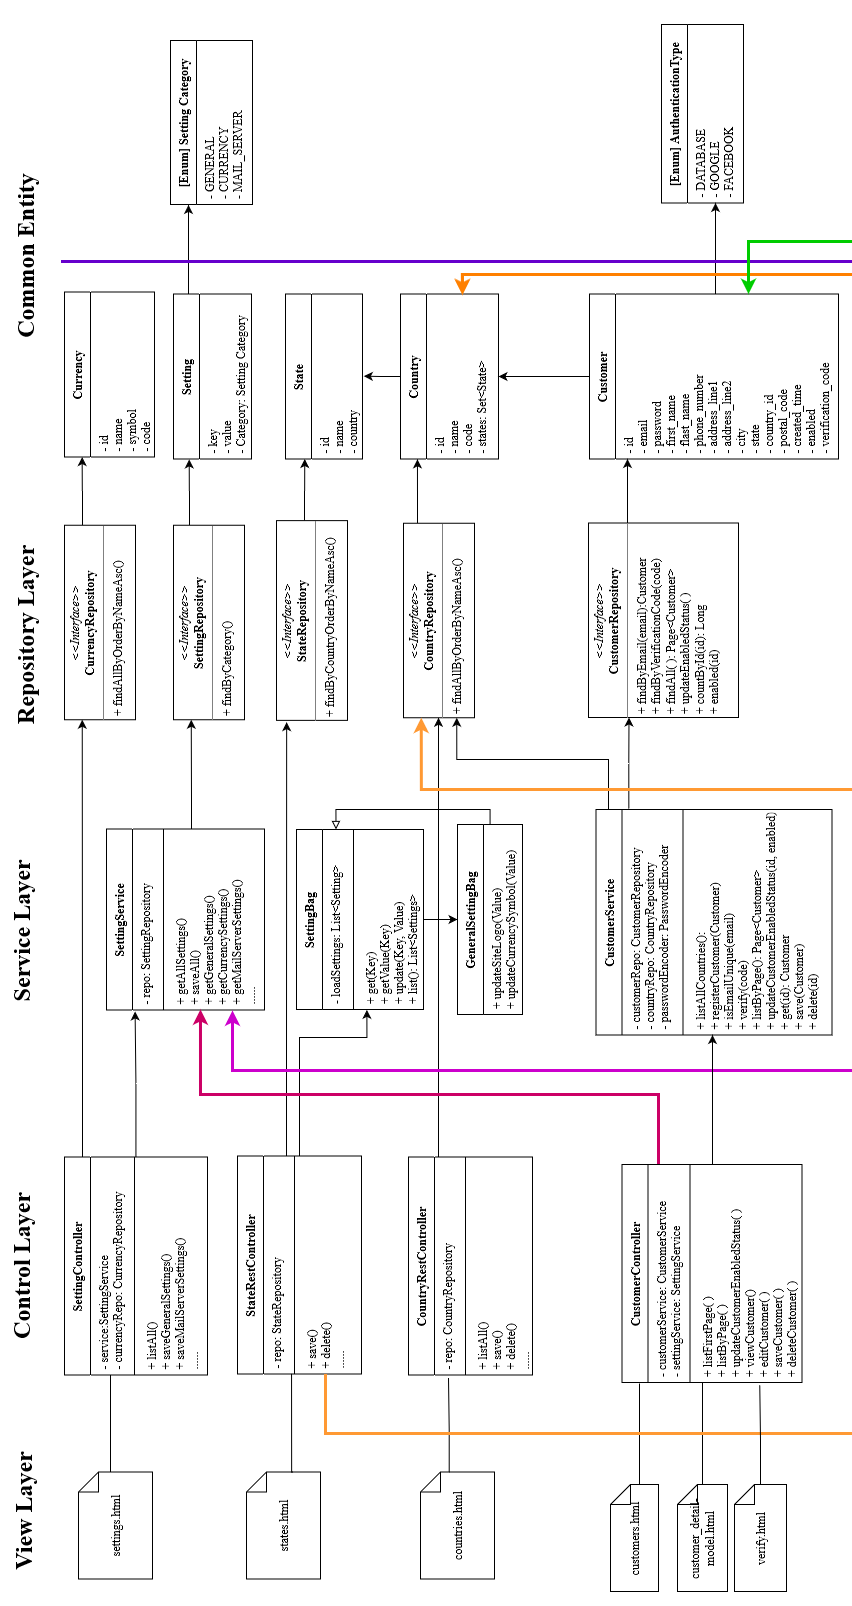 Common Entity
[Enum] Setting Category
- GENERAL
- CURRENCY
- MAIL_SERVER
[Enum] AuthenticationType
- DATABASE
- GOOGLE
- FACEBOOK
Currency
- id
- name
- symbol
- code
Setting
- key
- value
- Category: Setting Category
State
- id
- name
- country
Country
- id
- name
- code
- states: Set<State>
Customer
- id
- email
- password
- first_name
- flast_name
- phone_number
- address_line1
- address_line2
- city
- state
- country_id
- postal_code
- created_time
- enabled
- verification_code
Repository Layer
<<Interface>>
CurrencyRepository
+ findAllByOrderByNameAsc()
<<Interface>>
SettingRepository
+ findByCategory()
<<Interface>>
StateRepository
+ findByCountryOrderByNameAsc()
<<Interface>>
CountryRepository
+ findAllByOrderByNameAsc()
<<Interface>>
CustomerRepository
+ findByEmail(email):Customer
+ findByVerificationCode(code)
+ findAll( ): Page<Customer>
+ updateEnabledStatus( )
+ countById(id): Long
+ enabled(id)
Service Layer
SettingService
- repo: SettingRepository
+ getAllSettings()
+ saveAll()
+ getGeneralSettings()
+ getCurrencySettings()
+ getMailServerSettings()
.......
SettingBag
- loadSettings: List<Setting>
+ get(Key)
+ getValue(Key)
+ update(Key, Value)
+ list(): List<Settings>
GeneralSettingBag
+ updateSiteLogo(Value)
+ updateCurrencySymbol(Value)
CustomerService
- customerRepo: CustomerRepository
- countryRepo: CountryRepository
- passwordEncoder: PasswordEncoder
+ listAllCountries():
+ registerCustomer(Customer)
+ isEmailUnique(email)
+ verify(code)
+ listByPage(): Page<Customer>
+ updateCustomerEnabledStatus(id, enabled)
+ get(id): Customer
+ save(Customer)
+ delete(id)
Control Layer
SettingController
- service:SettingService
- currencyRepo: CurrencyRepository
+ listAll()
+ saveGeneralSettings()
+ saveMailServerSettings()
.......
StateRestController
- repo: StateRepository
+ save()
+ delete()
.......
CountryRestController
- repo: CountryRepository
+ listAll()
+ save()
+ delete()
.......
CustomerController
- customerService: CustomerService
- settingService: SettingService
+ listFirstPage( )
+ listByPage( )
+ updateCustomerEnabledStatus( )
+ viewCustomer()
+ editCustomer( )
+ saveCustomer( )
+ deleteCustomer( )
View Layer
settings.html
states.html
countries.html
customers.html
customer_detail
model.html
verify.html